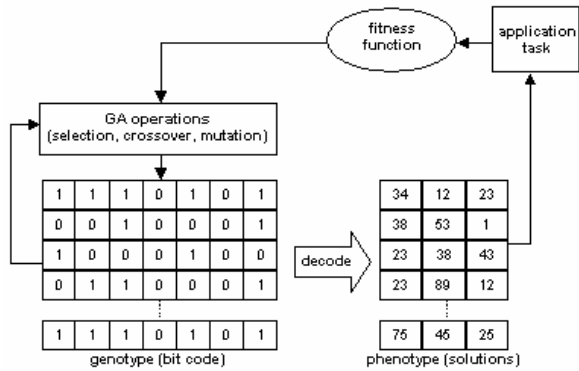 fitness
function
application
task
GA operations
(selection, crossover, mutation)
1 1 1 0 1 0 1
0 0 1 0 0 0 1
1 0 0 0 1 0 0
0 1 1 0 1 1 1
1 1 1 0 1 0 1
genotype (bit code)
decode
34 12 23
38 53 1
23 38 43
23 89 12
75 45 25
phenotype (solutions)